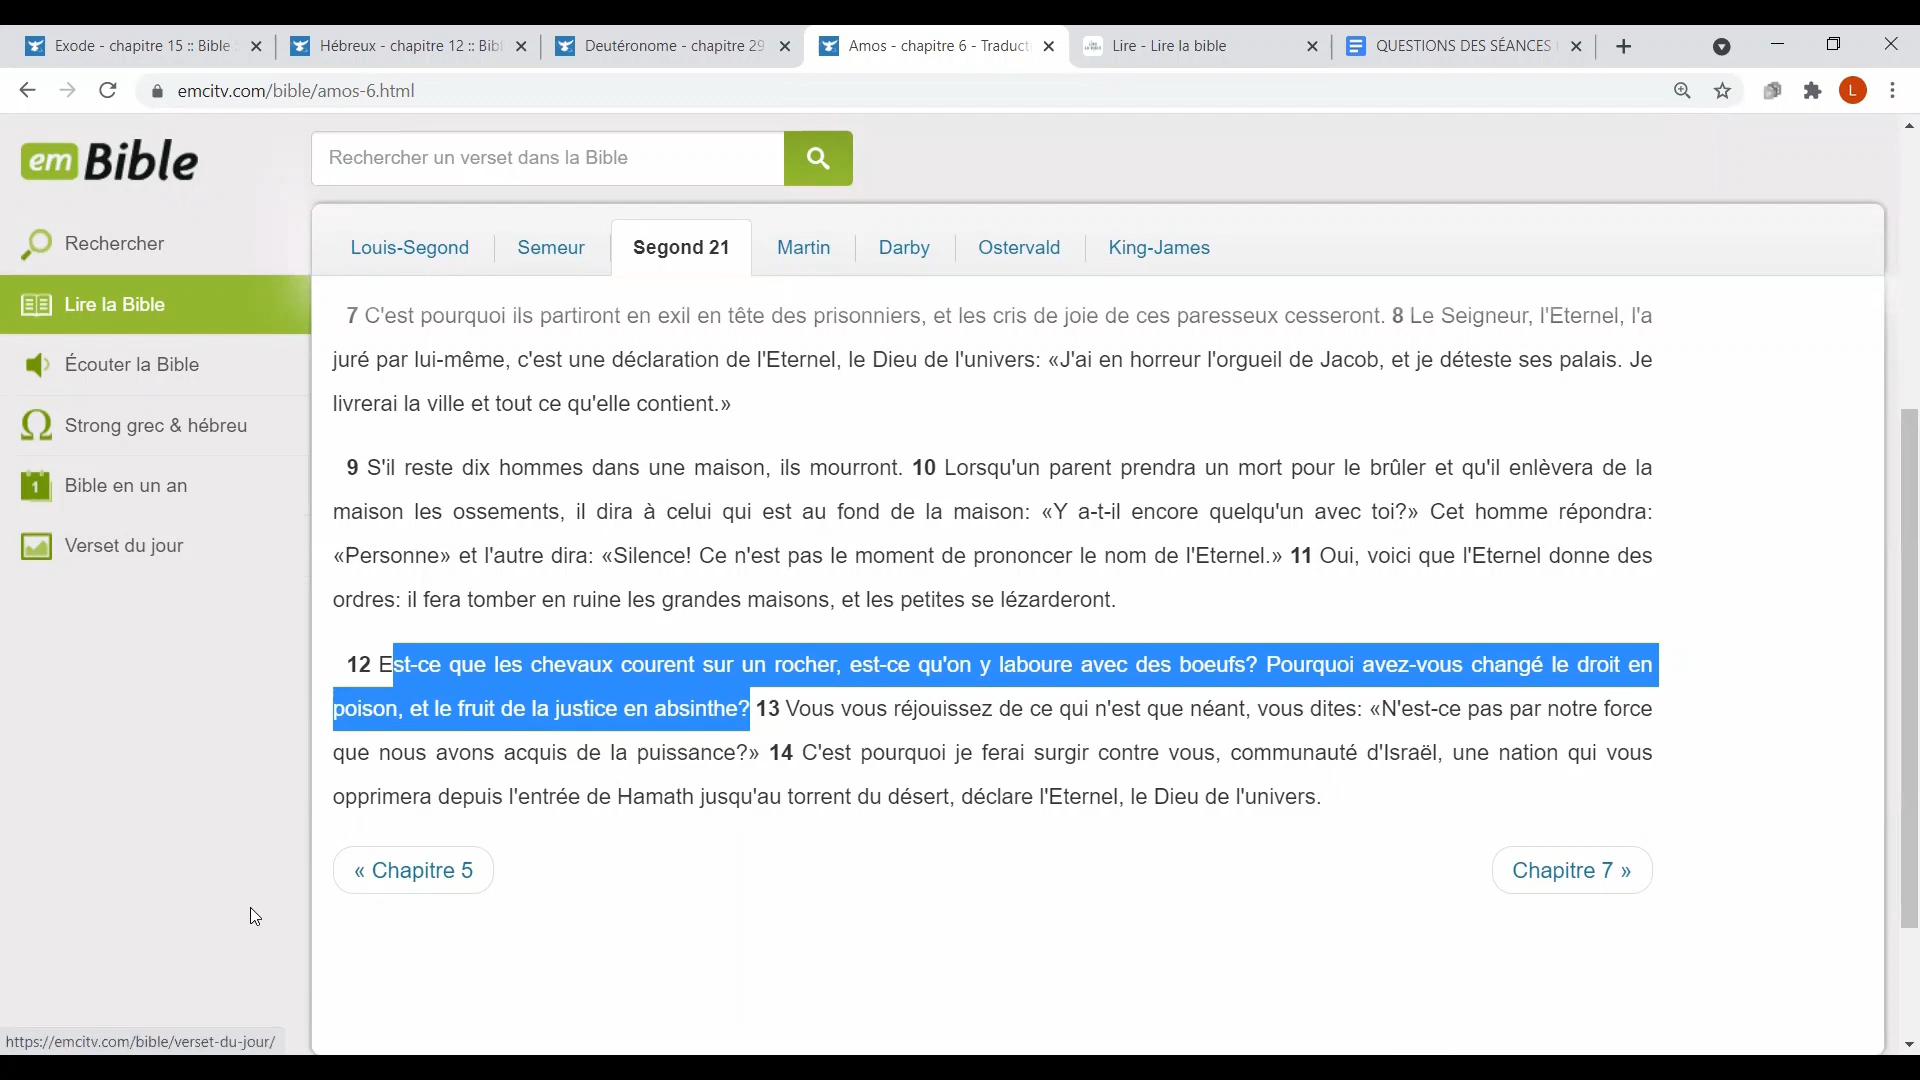 Exode - chapitre 15 :: Bible
Hébreux - chapitre 12 :: Bib
Deutéronome - chapitre 29
Amos - chapitre 6 - Traducti
Lire - Lire la bible
QUESTIONS DES SÉANCES
emcitv.com/bible/amos-6.html
L
em Bible
Rechercher un verset dans la Bible
Rechercher
Lire la Bible
Écouter la Bible
Strong grec & hébreu
1
Bible en un an
Verset du jour
Louis-Segond
Semeur
Segond 21
Martin
Darby
Ostervald
King-James
7 C'est pourquoi ils partiront en exil en tête des prisonniers, et les cris de joie de ces paresseux cesseront. 8 Le Seigneur, l'Eternel, l'a
juré par lui-même, c'est une déclaration de l'Eternel, le Dieu de l'univers: «J'ai en horreur l'orgueil de Jacob, et je déteste ses palais. Je
livrerai la ville et tout ce qu'elle contient.»
9 S'il reste dix hommes dans une maison, ils mourront. 10 Lorsqu'un parent prendra un mort pour le brûler et qu'il enlèvera de la
maison les ossements, il dira à celui qui est au fond de la maison: «Y a-t-il encore quelqu'un avec toi?» Cet homme répondra:
«Personne» et l'autre dira: «Silence! Ce n'est pas le moment de prononcer le nom de l'Eternel.» 11 Oui, voici que l'Eternel donne des
ordres: il fera tomber en ruine les grandes maisons, et les petites se lézarderont.
12 Est-ce que les chevaux courent sur un rocher, est-ce qu'on y laboure avec des boeufs? Pourquoi avez-vous changé le droit en
poison, et le fruit de la justice en absinthe? 13 Vous vous réjouissez de ce qui n'est que néant, vous dites: «N'est-ce pas par notre force
que nous avons acquis de la puissance?» 14 C'est pourquoi je ferai surgir contre vous, communauté d'Israël, une nation qui vous
opprimera depuis l'entrée de Hamath jusqu'au torrent du désert, déclare l'Eternel, le Dieu de l'univers.
« Chapitre 5
Chapitre 7 »
https://emcitv.com/bible/verset-du-jour/